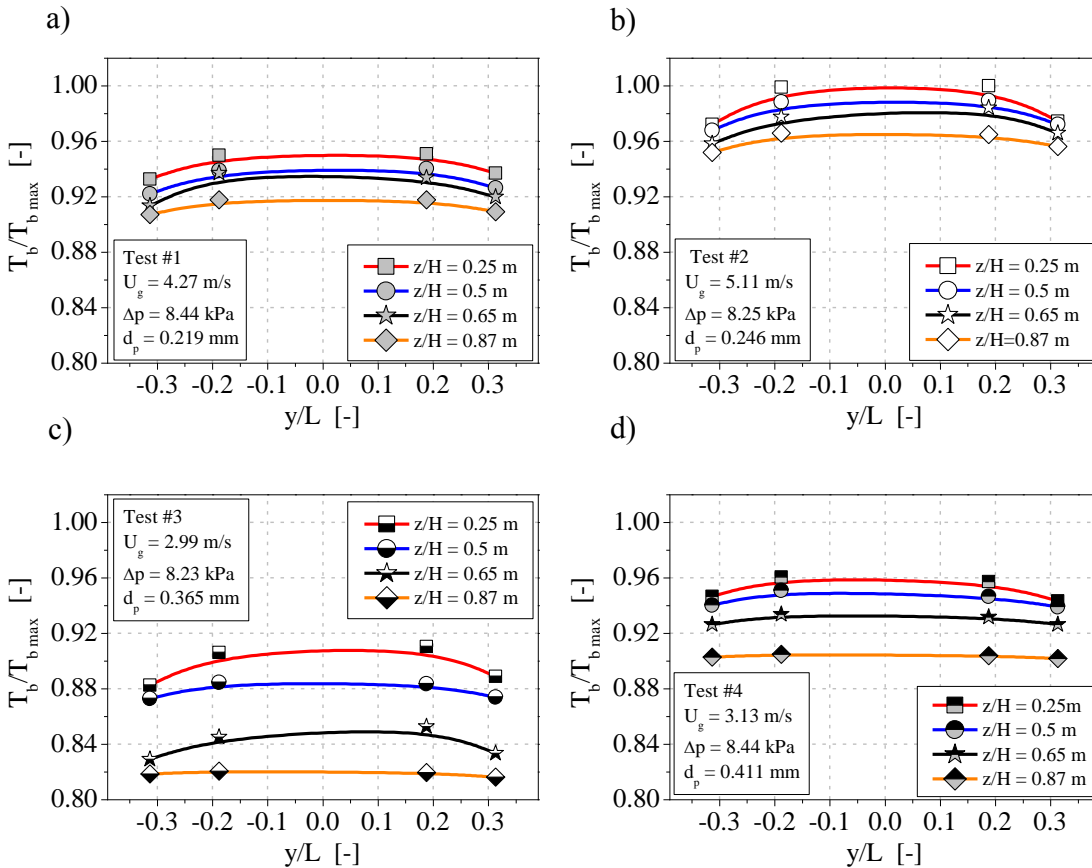 a)
1.00
0.96
0.92
0.88
0.84
0.80
T_b/T_b max [-]
Test #1
U_g = 4.27 m/s
Δp = 8.44 kPa
d_p = 0.219 mm
z/H = 0.25 m
z/H = 0.5 m
z/H = 0.65 m
z/H = 0.87 m
-0.3 -0.2 -0.1 0.0 0.1 0.2 0.3
y/L [-]
b)
1.00
0.96
0.92
0.88
0.84
0.80
T_b/T_b max [-]
Test #2
U_g = 5.11 m/s
Δp = 8.25 kPa
d_p = 0.246 mm
z/H = 0.25 m
z/H = 0.5 m
z/H = 0.65 m
z/H=0.87 m
-0.3 -0.2 -0.1 0.0 0.1 0.2 0.3
y/L [-]
c)
1.00
0.96
0.92
0.88
0.84
0.80
T_b/T_b max [-]
Test #3
U_g = 2.99 m/s
Δp = 8.23 kPa
d_p = 0.365 mm
z/H = 0.25 m
z/H = 0.5 m
z/H = 0.65 m
z/H = 0.87 m
-0.3 -0.2 -0.1 0.0 0.1 0.2 0.3
y/L [-]
d)
1.00
0.96
0.92
0.88
0.84
0.80
T_b/T_b max [-]
Test #4
U_g = 3.13 m/s
Δp = 8.44 kPa
d_p = 0.411 mm
z/H = 0.25m
z/H = 0.5 m
z/H = 0.65 m
z/H = 0.87 m
-0.3 -0.2 -0.1 0.0 0.1 0.2 0.3
y/L [-]